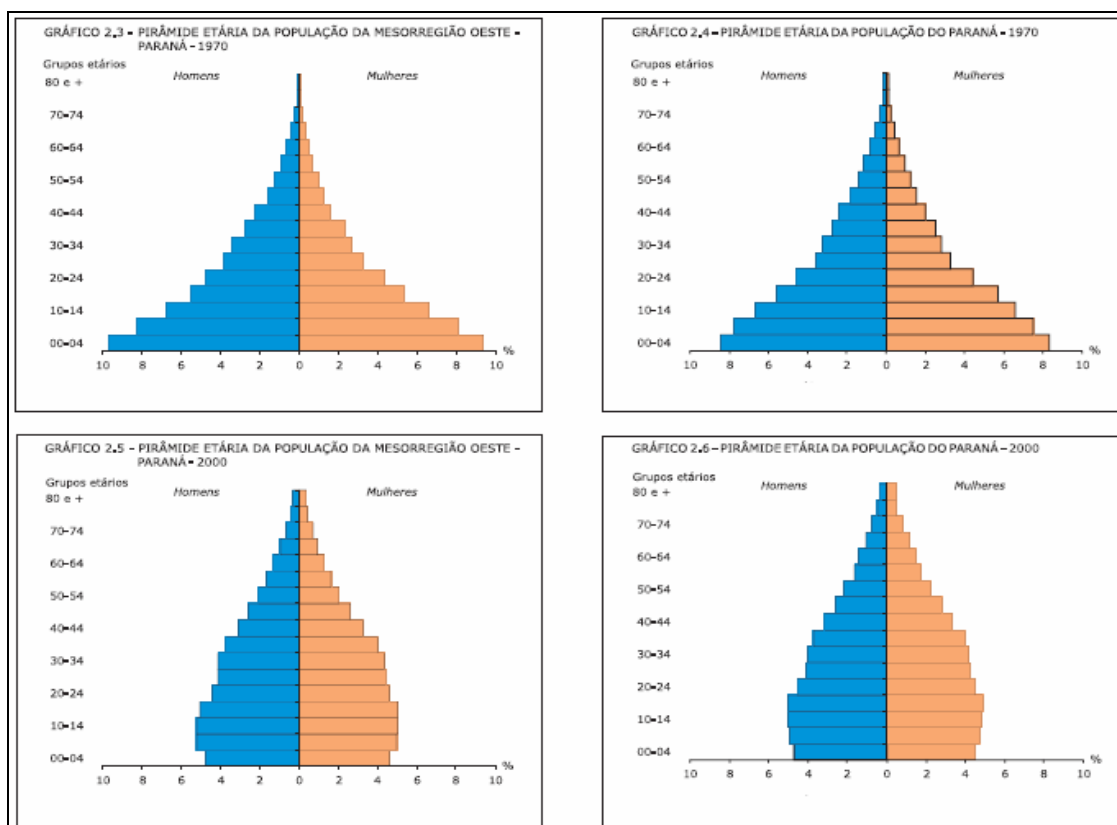 GRÁFICO 2.3 - PIRÂMIDE ETÁRIA DA POPULAÇÃO DA MESORREGIÃO OESTE -
PARANÁ - 1970
Grupos etários
Homens
Mulheres
80 e +
70-74
60-64
50-54
40-44
30-34
20-24
10-14
00-04
%
10 8 6 4 2 0 2 4 6 8 10
GRÁFICO 2.4 - PIRÂMIDE ETÁRIA DA POPULAÇÃO DO PARANÁ - 1970
Grupos etários
Homens
Mulheres
80 e +
70-74
60-64
50-54
40-44
30-34
20-24
10-14
00-04
%
10 8 6 4 2 0 2 4 6 8 10
GRÁFICO 2.5 - PIRÂMIDE ETÁRIA DA POPULAÇÃO DA MESORREGIÃO OESTE -
PARANÁ - 2000
Grupos etários
Homens
Mulheres
80 e +
70-74
60-64
50-54
40-44
30-34
20-24
10-14
00-04
%
10 8 6 4 2 0 2 4 6 8 10
GRÁFICO 2.6 - PIRÂMIDE ETÁRIA DA POPULAÇÃO DO PARANÁ - 2000
Grupos etários
Homens
Mulheres
80 e +
70-74
60-64
50-54
40-44
30-34
20-24
10-14
00-04
%
10 8 6 4 2 0 2 4 6 8 10